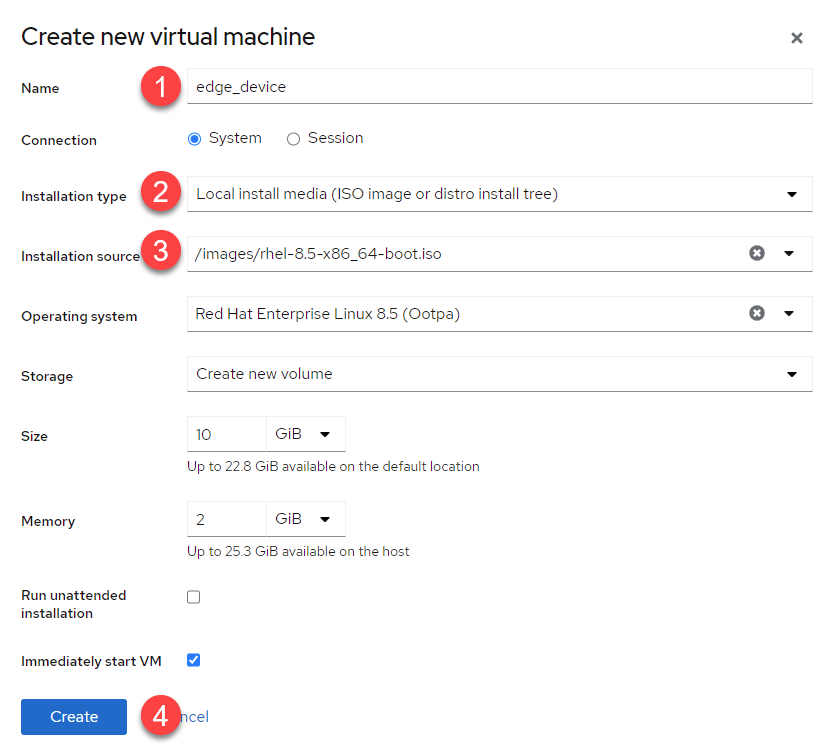 Create new virtual machine
Name 1 edge_device
Connection System Session
Installation type 2 Local install media (ISO image or distro install tree)
Installation source 3 /images/rhel-8.5-x86_64-boot.iso
Operating system Red Hat Enterprise Linux 8.5 (Ootpa)
Storage Create new volume
Size 10 GiB
Up to 22.8 GiB available on the default location
Memory 2 GiB
Up to 25.3 GiB available on the host
Run unattended
installation
Immediately start VM
Create 4 ncel